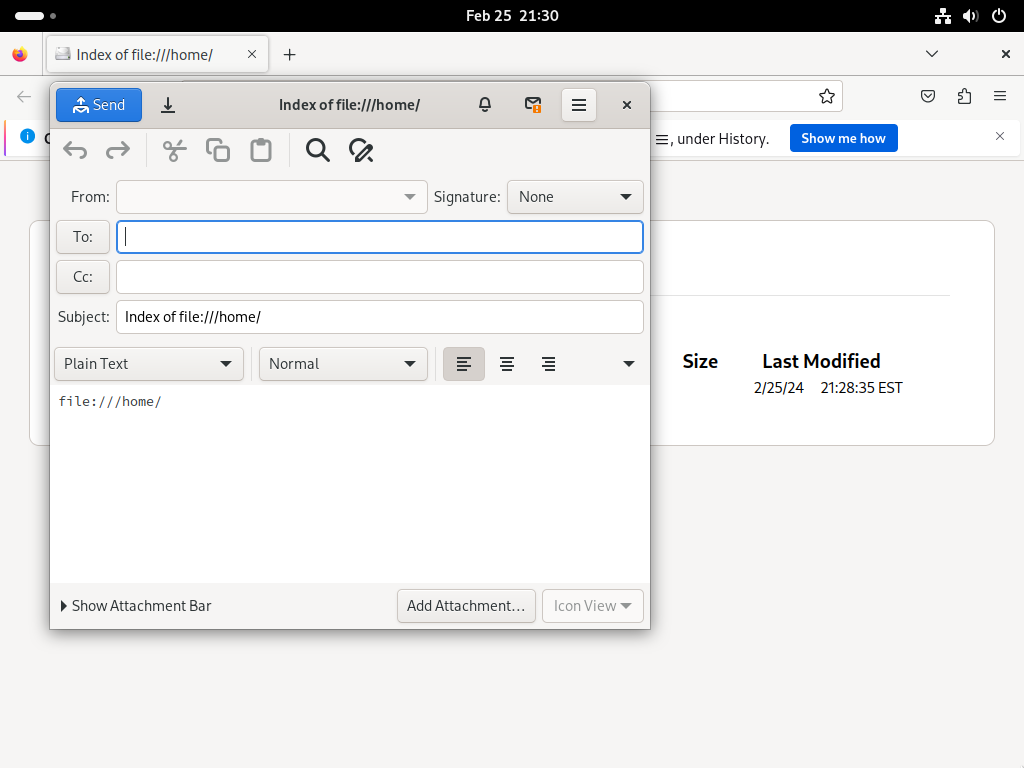 Feb 25 21:30
Index of file:///home/
Send
Index of file:///home/
, under History.
Show me how
From:
Signature:
None
To:
Cc:
Subject:
Index of file:///home/
Plain Text
Normal
Size
Last Modified
2/25/24 21:28:35 EST
file:///home/
Show Attachment Bar
Add Attachment...
Icon View